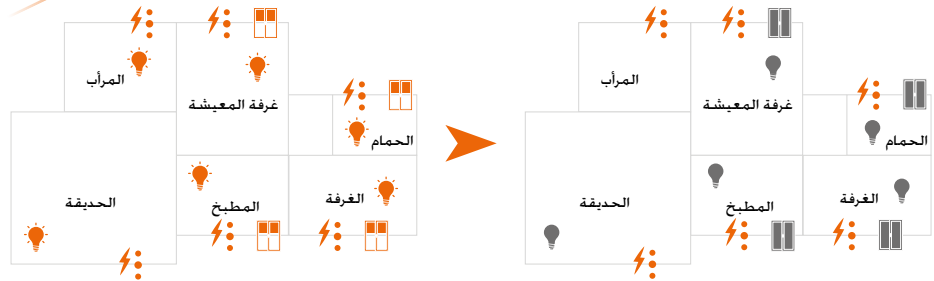 المرأب
غرفة المعيشة
الحمام
الحديقة
المطبخ
الغرفة
المرأب
غرفة المعيشة
الحمام
الحديقة
المطبخ
الغرفة